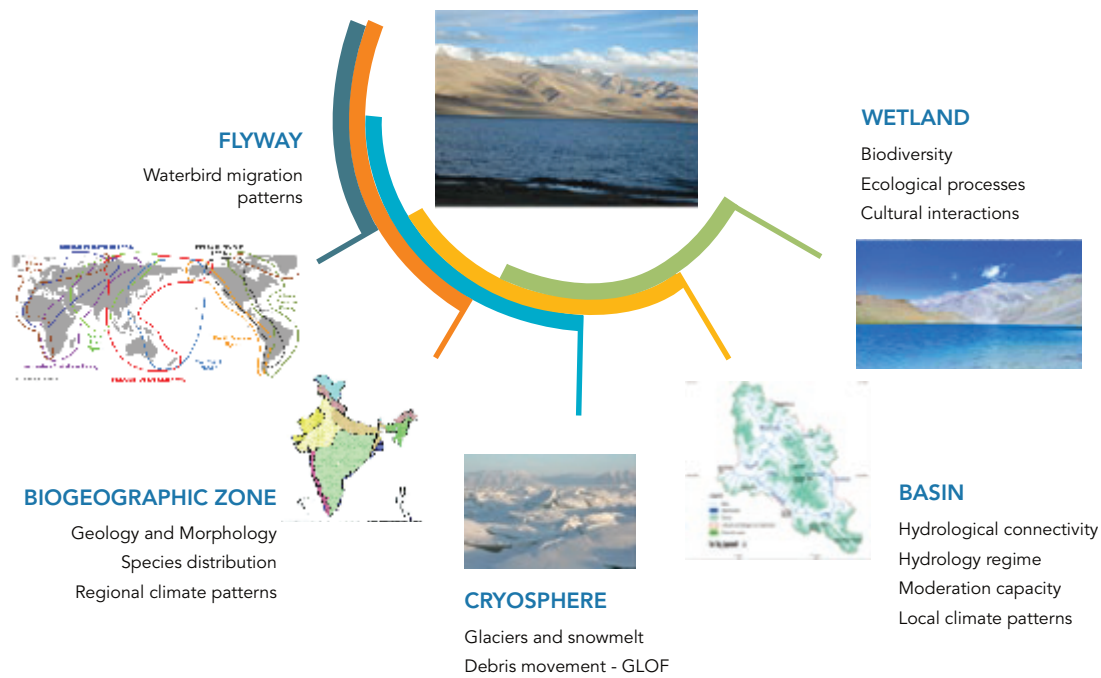 FLYWAY
Waterbird migration
patterns
WETLAND
Biodiversity
Ecological processes
Cultural interactions
BIOGEOGRAPHIC ZONE
Geology and Morphology
Species distribution
Regional climate patterns
CRYOSPHERE
Glaciers and snowmelt
Debris movement - GLOF
BASIN
Hydrological connectivity
Hydrology regime
Moderation capacity
Local climate patterns